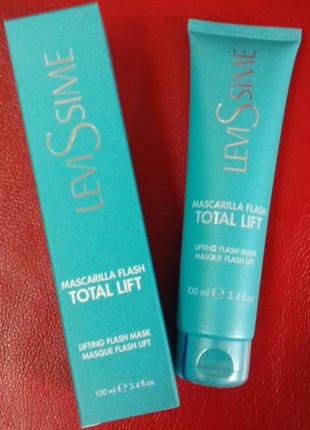 LEVISSIME
MASCARILLA FLASH
TOTAL LIFT
LIFTING FLASH MASK
MASQUE FLASH LIFT
100 ml e 3.4 fl.oz
LEVISSIME
MASCARILLA FLASH
TOTAL LIFT
LIFTING FLASH MASK
MASQUE FLASH LIFT
100 ml e 3.4 fl.oz